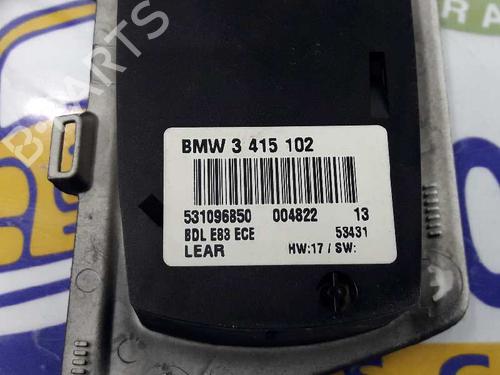 BMW 3 415 102
531096850 004822 13
BDL E83 ECE 53431
LEAR HW:17 / SW: